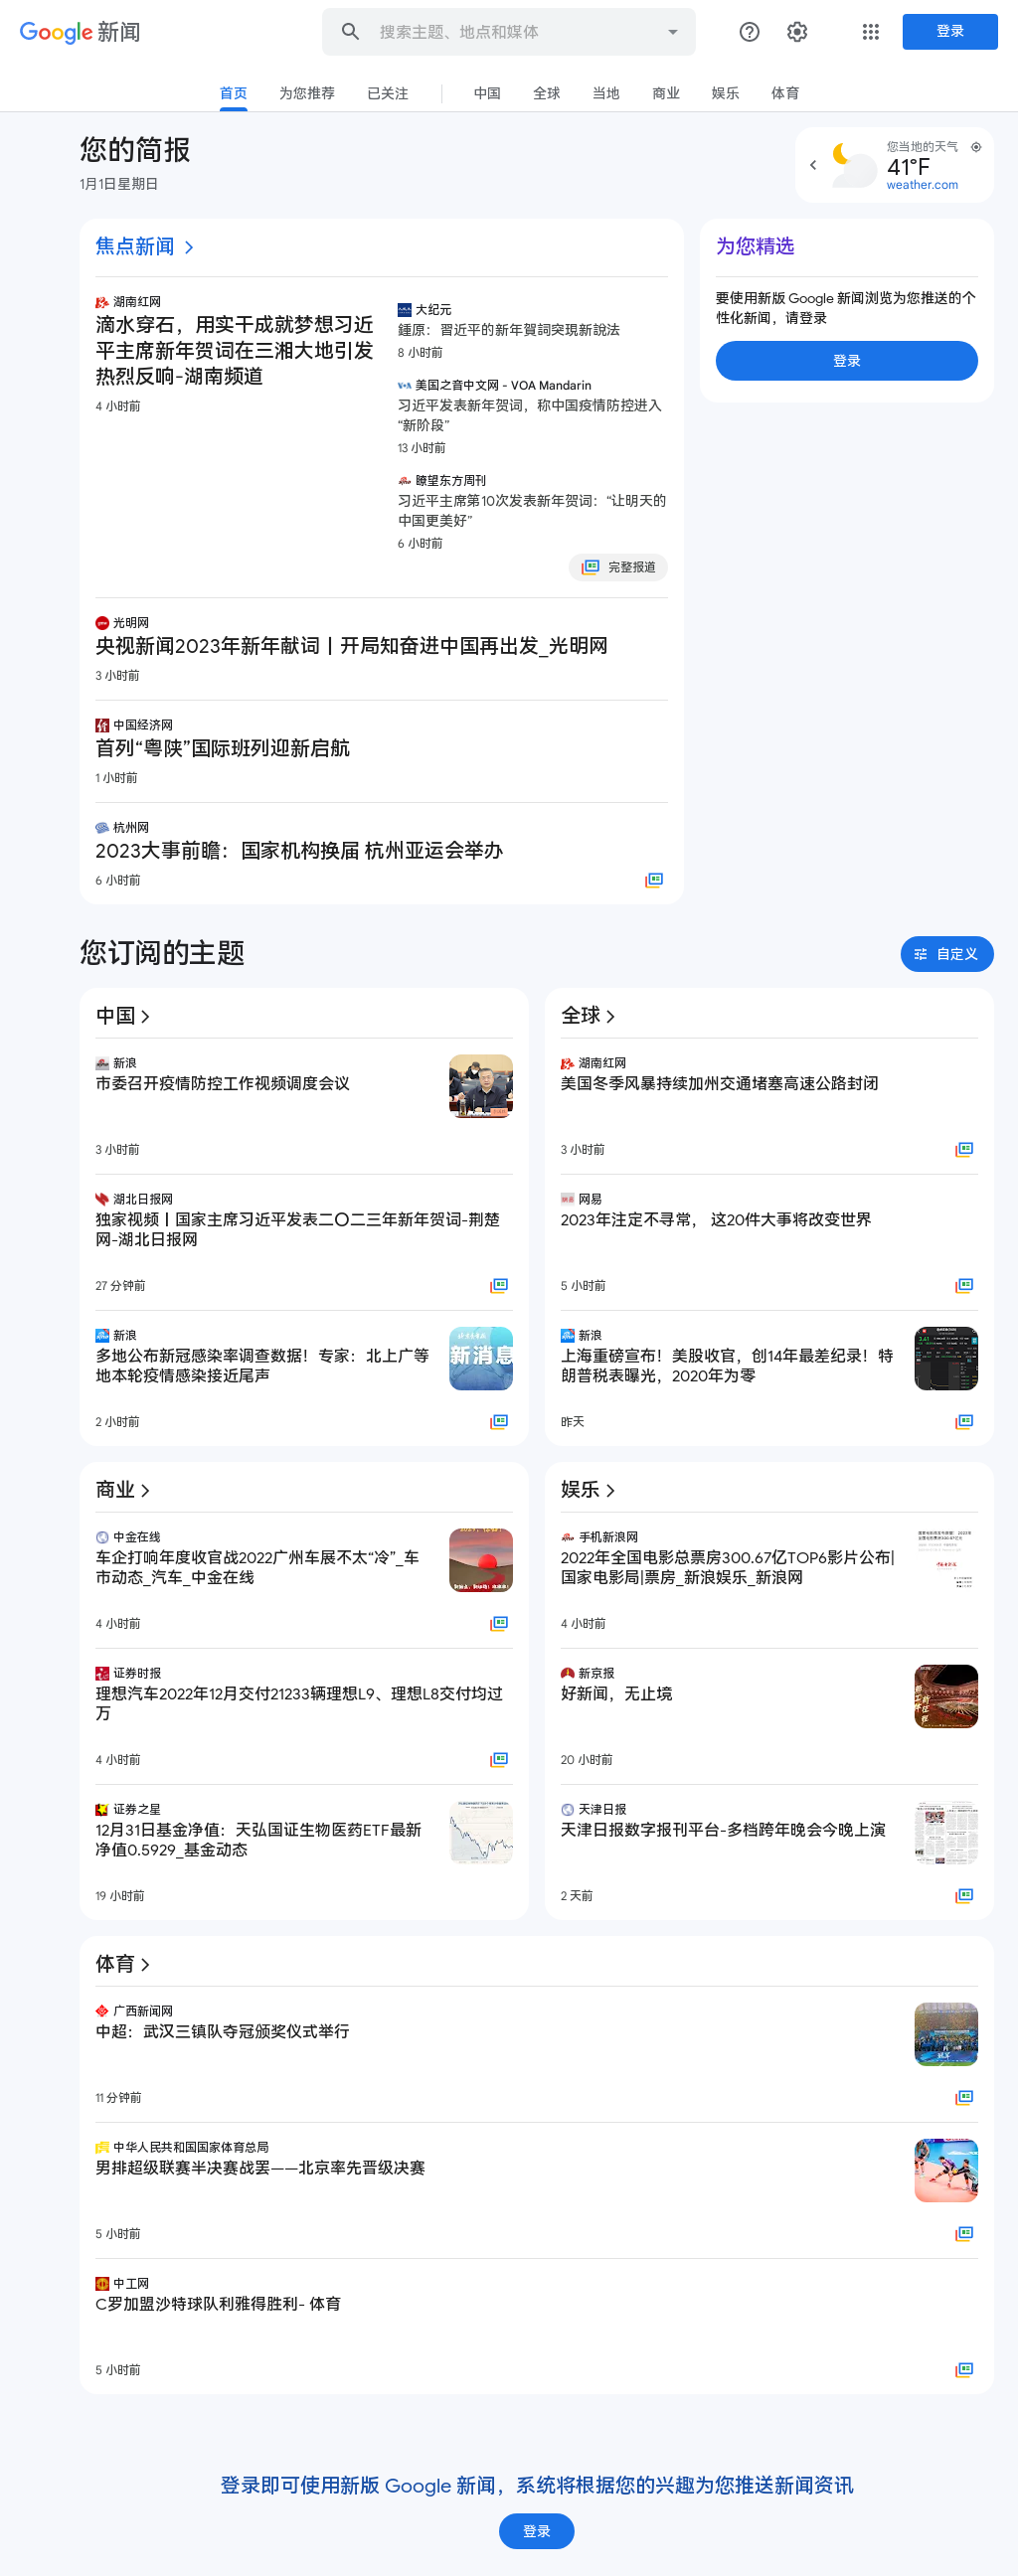 Google 新闻
搜索主题、地点和媒体
登录
首页
为您推荐
已关注
中国
全球
当地
商业
娱乐
体育
您的简报
1月1日星期日
您当地的天气
41°F
weather.com
焦点新闻
湖南红网
滴水穿石，用实干成就梦想习近
平主席新年贺词在三湘大地引发
热烈反响-湖南频道
4 小时前
大纪元
鍾原：習近平的新年賀詞突現新說法
8 小时前
美国之音中文网 - VOA Mandarin
习近平发表新年贺词，称中国疫情防控进入
“新阶段”
13 小时前
瞭望东方周刊
习近平主席第10次发表新年贺词：“让明天的
中国更美好”
6 小时前
完整报道
光明网
央视新闻2023年新年献词丨开局知奋进中国再出发_光明网
3 小时前
中国经济网
首列“粤陕”国际班列迎新启航
1 小时前
杭州网
2023大事前瞻：国家机构换届 杭州亚运会举办
6 小时前
为您精选
要使用新版 Google 新闻浏览为您推送的个
性化新闻，请登录
登录
您订阅的主题
自定义
中国
新浪
市委召开疫情防控工作视频调度会议
3 小时前
湖北日报网
独家视频丨国家主席习近平发表二〇二三年新年贺词-荆楚
网-湖北日报网
27 分钟前
新浪
多地公布新冠感染率调查数据！专家：北上广等
地本轮疫情感染接近尾声
新消息
2 小时前
全球
湖南红网
美国冬季风暴持续加州交通堵塞高速公路封闭
3 小时前
网易
2023年注定不寻常， 这20件大事将改变世界
5 小时前
新浪
上海重磅宣布！美股收官，创14年最差纪录！特
朗普税表曝光，2020年为零
昨天
商业
中金在线
车企打响年度收官战2022广州车展不太“冷”_车
市动态_汽车_中金在线
4 小时前
证券时报
理想汽车2022年12月交付21233辆理想L9、理想L8交付均过
万
4 小时前
证券之星
12月31日基金净值：天弘国证生物医药ETF最新
净值0.5929_基金动态
19 小时前
娱乐
手机新浪网
2022年全国电影总票房300.67亿TOP6影片公布|
国家电影局|票房_新浪娱乐_新浪网
4 小时前
新京报
好新闻，无止境
20 小时前
天津日报
天津日报数字报刊平台-多档跨年晚会今晚上演
2 天前
体育
广西新闻网
中超：武汉三镇队夺冠颁奖仪式举行
11 分钟前
中华人民共和国国家体育总局
男排超级联赛半决赛战罢——北京率先晋级决赛
5 小时前
中工网
C罗加盟沙特球队利雅得胜利- 体育
5 小时前
登录即可使用新版 Google 新闻，系统将根据您的兴趣为您推送新闻资讯
登录